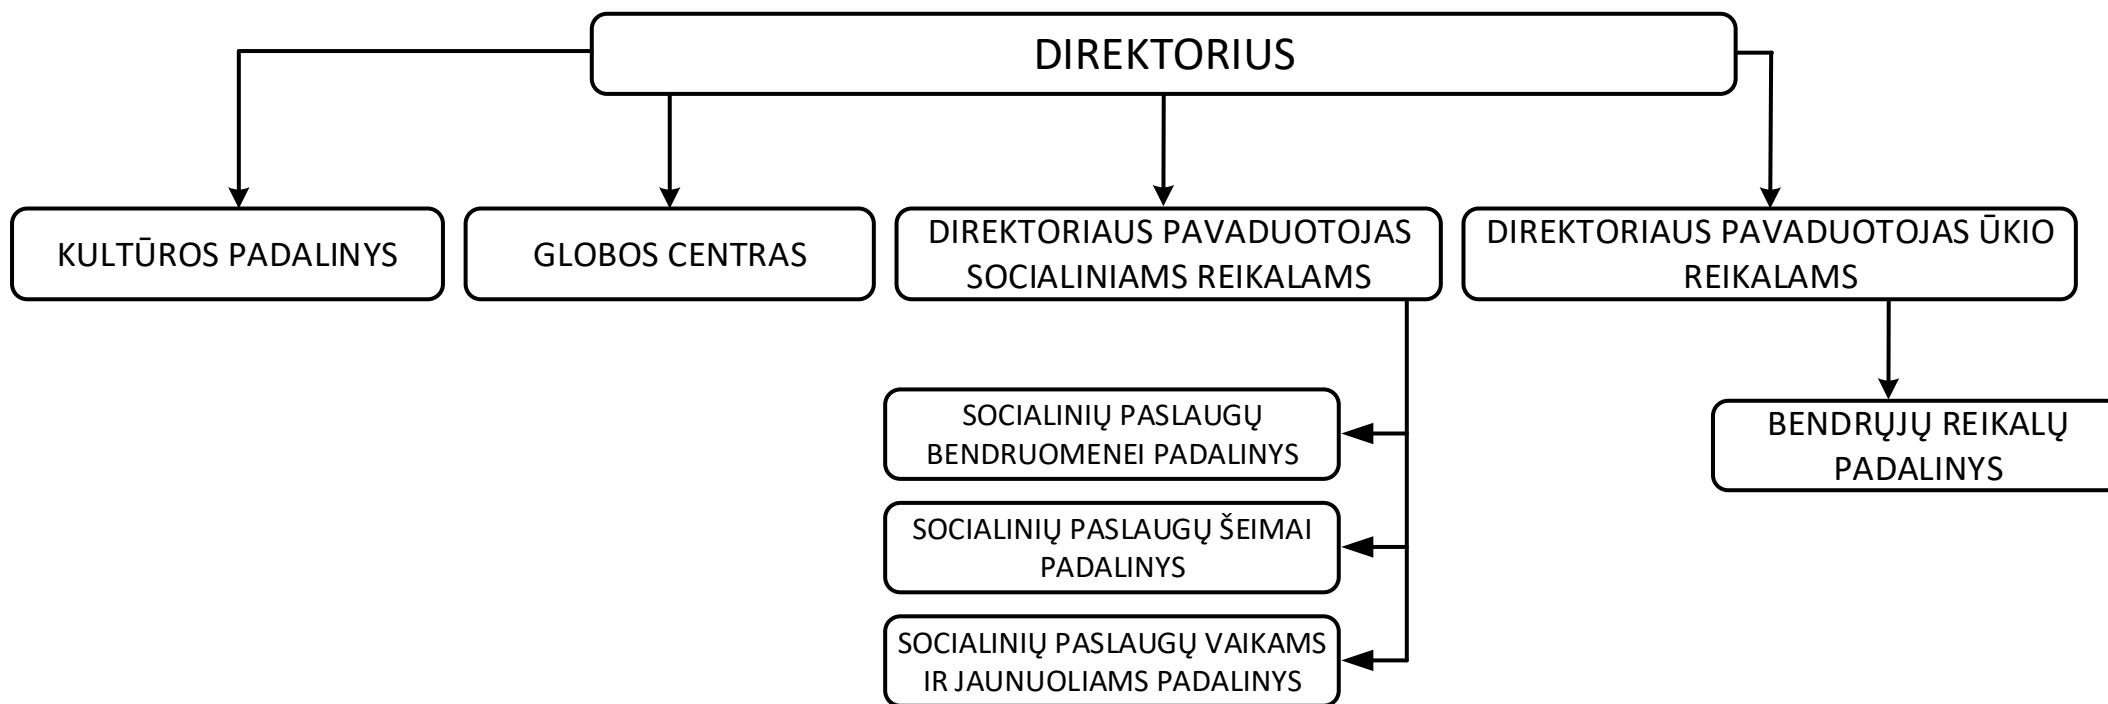 DIREKTORIUS
KULTŪROS PADALINYS
GLOBOS CENTRAS
DIREKTORIAUS PAVADUOTOJAS
SOCIALINIAMS REIKALAMS
DIREKTORIAUS PAVADUOTOJAS ŪKIO
REIKALAMS
SOCIALINIŲ PASLAUGŲ
BENDRUOMENEI PADALINYS
SOCIALINIŲ PASLAUGŲ ŠEIMAI
PADALINYS
SOCIALINIŲ PASLAUGŲ VAIKAMS
IR JAUNUOLIAMS PADALINYS
BENDRŲJŲ REIKALŲ
PADALINYS